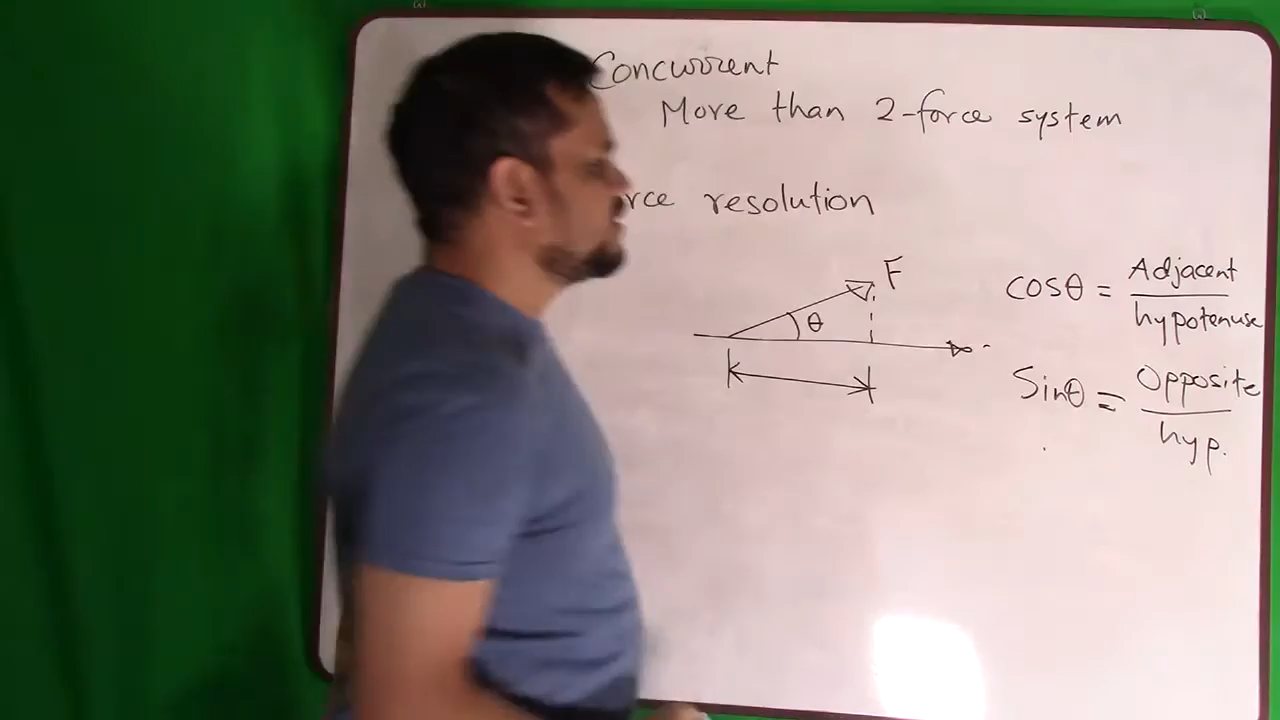 Concurrent
More than 2-force system
rce resolution
F
θ
cosθ = Adjacent
hypotenuse
Sinθ = Opposite
hyp.